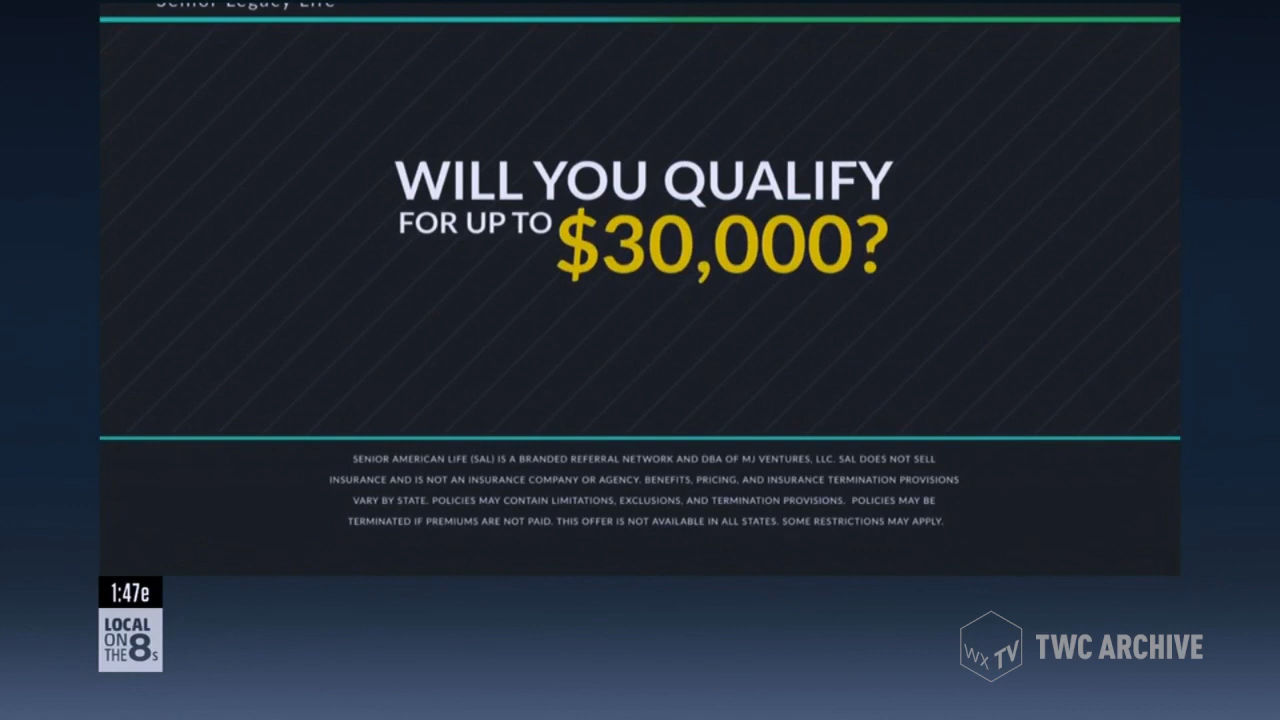 Senior Legacy Life
WILL YOU QUALIFY
FOR UP TO $30,000?
SENIOR AMERICAN LIFE (SAL) IS A BRANDED REFERRAL NETWORK AND DBA OF MJ VENTURES, LLC. SAL DOES NOT SELL
INSURANCE AND IS NOT AN INSURANCE COMPANY OR AGENCY. BENEFITS, PRICING, AND INSURANCE TERMINATION PROVISIONS
VARY BY STATE. POLICIES MAY CONTAIN LIMITATIONS, EXCLUSIONS, AND TERMINATION PROVISIONS. POLICIES MAY BE
TERMINATED IF PREMIUMS ARE NOT PAID. THIS OFFER IS NOT AVAILABLE IN ALL STATES. SOME RESTRICTIONS MAY APPLY.
1:47e
LOCAL
ON
THE 8s
WX TV TWC ARCHIVE